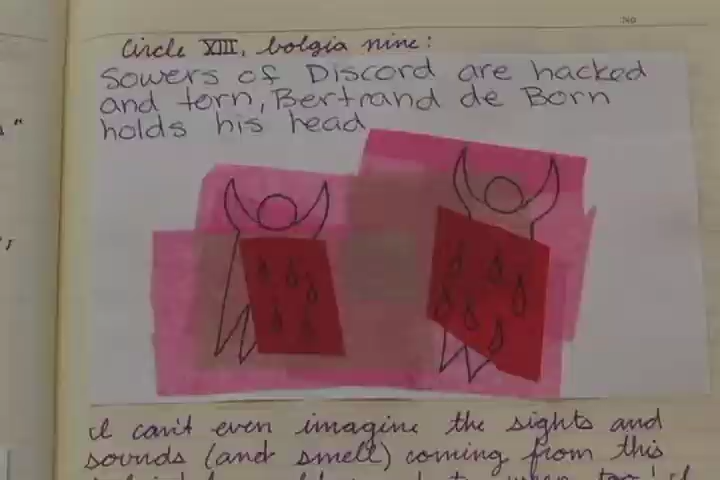 Circle XIII, bolgia nine:
Sowers of Discord are hacked
and torn, Bertrand de Born
holds his head
I can't even imagine the sights and
sounds (and smell) coming from this